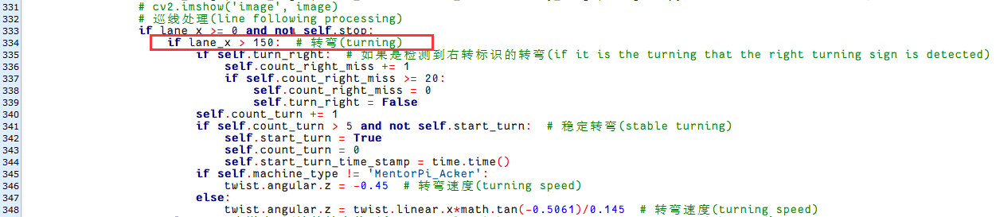 331 # cv2.imshow('image', image)
332 # 巡线处理(line following processing)
333 if lane_x >= 0 and not self.stop:
334 if lane_x > 150: # 转弯(turning)
335 if self.turn_right: # 如果是检测到右转标识的转弯(if it is the turning that the right turning sign is detected)
336 self.count_right_miss += 1
337 if self.count_right_miss >= 20:
338 self.count_right_miss = 0
339 self.turn_right = False
340 self.count_turn += 1
341 if self.count_turn > 5 and not self.start_turn: # 稳定转弯(stable turning)
342 self.start_turn = True
343 self.count_turn = 0
344 self.start_turn_time_stamp = time.time()
345 if self.machine_type != 'MentorPi_Acker':
346 twist.angular.z = -0.45 # 转弯速度(turning speed)
347 else:
348 twist.angular.z = twist.linear.x*math.tan(-0.5061)/0.145 # 转弯速度(turning speed)